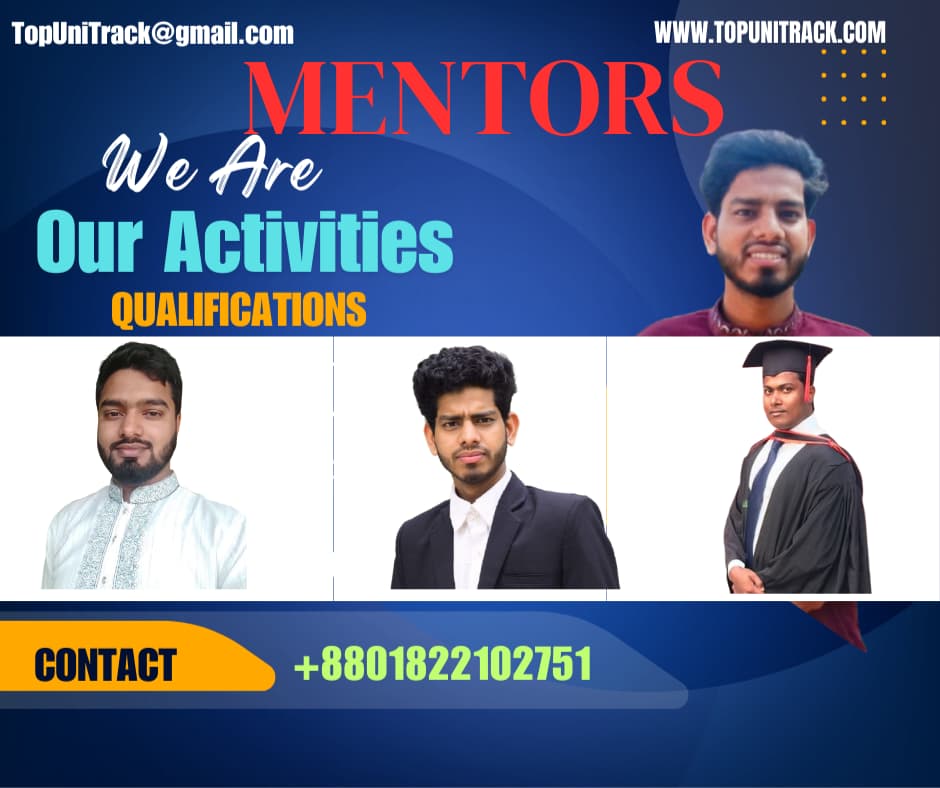 TopUniTrack@gmail.com
WWW.TOPUNITRACK.COM
MENTORS
We Are
Our Activities
QUALIFICATIONS
CONTACT
+8801822102751